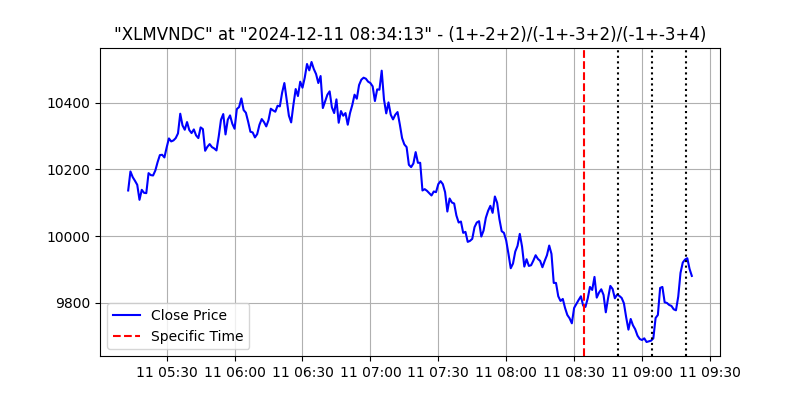 "XLMVNDC" at "2024-12-11 08:34:13" - (1+-2+2)/(-1+-3+2)/(-1+-3+4)
10400
10200
10000
9800
Close Price
Specific Time
11 05:30 11 06:00 11 06:30 11 07:00 11 07:30 11 08:00 11 08:30 11 09:00 11 09:30